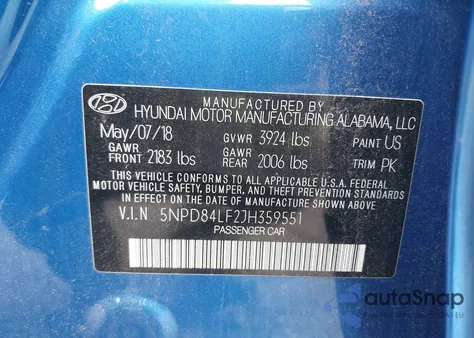 MANUFACTURED BY
HYUNDAI MOTOR MANUFACTURING ALABAMA, LLC
May/07/18 GVWR 3924 lbs PAINT US
GAWR FRONT 2183 lbs GAWR REAR 2006 lbs TRIM PK
THIS VEHICLE CONFORMS TO ALL APPLICABLE U.S.A. FEDERAL
MOTOR VEHICLE SAFETY, BUMPER, AND THEFT PREVENTION STANDARDS
IN EFFECT ON THE DATE OF MANUFACTURE SHOWN ABOVE.
V.I.N 5NPD84LF2JH359551
PASSENGER CAR
autoSnap